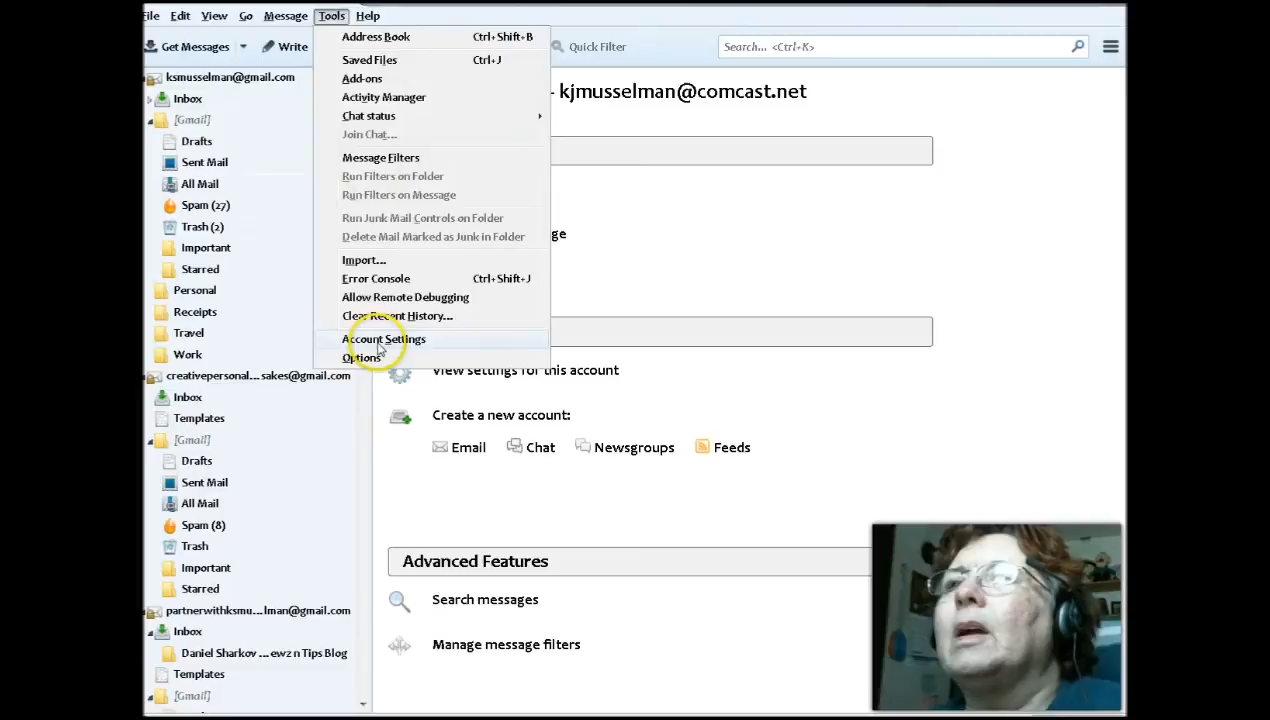 File Edit View Go Message Tools Help
Get Messages Write Quick Filter Search... <Ctrl+K>
Address Book Ctrl+Shift+B
Saved Files Ctrl+J
Add-ons
Activity Manager
Chat status
Join Chat...
Message Filters
Run Filters on Folder
Run Filters on Message
Run Junk Mail Controls on Folder
Delete Mail Marked as Junk in Folder
Import...
Error Console Ctrl+Shift+J
Allow Remote Debugging
Clear Recent History...
Account Settings
Options
ksmusselman@gmail.com
Inbox
[Gmail]
Drafts
Sent Mail
All Mail
Spam (27)
Trash (2)
Important
Starred
Personal
Receipts
Travel
Work
creativepersonal...sakes@gmail.com
Inbox
Templates
[Gmail]
Drafts
Sent Mail
All Mail
Spam (8)
Trash
Important
Starred
partnerwithksmu...lman@gmail.com
Inbox
Daniel Sharkov ...ewz n Tips Blog
Templates
[Gmail]
- kjmusselman@comcast.net
ge
View settings for this account
Create a new account:
Email Chat Newsgroups Feeds
Advanced Features
Search messages
Manage message filters